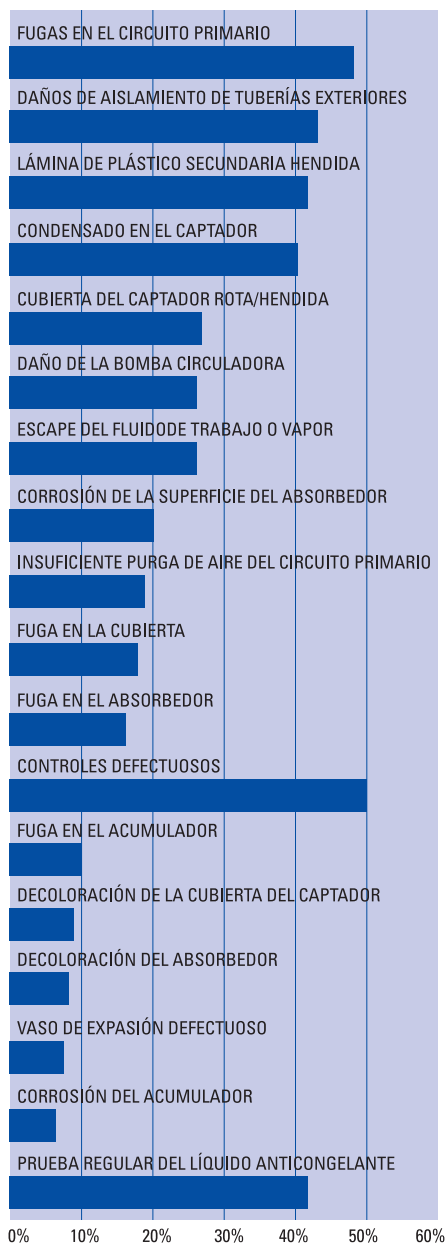 FUGAS EN EL CIRCUITO PRIMARIO
DAÑOS DE AISLAMIENTO DE TUBERÍAS EXTERIORES
LÁMINA DE PLÁSTICO SECUNDARIA HENDIDA
CONDENSADO EN EL CAPTADOR
CUBIERTA DEL CAPTADOR ROTA/HENDIDA
DAÑO DE LA BOMBA CIRCULADORA
ESCAPE DEL FLUIDODE TRABAJO O VAPOR
CORROSIÓN DE LA SUPERFICIE DEL ABSORBEDOR
INSUFICIENTE PURGA DE AIRE DEL CIRCUITO PRIMARIO
FUGA EN LA CUBIERTA
FUGA EN EL ABSORBEDOR
CONTROLES DEFECTUOSOS
FUGA EN EL ACUMULADOR
DECOLORACIÓN DE LA CUBIERTA DEL CAPTADOR
DECOLORACIÓN DEL ABSORBEDOR
VASO DE EXPASIÓN DEFECTUOSO
CORROSIÓN DEL ACUMULADOR
PRUEBA REGULAR DEL LÍQUIDO ANTICONGELANTE
0% 10% 20% 30% 40% 50% 60%